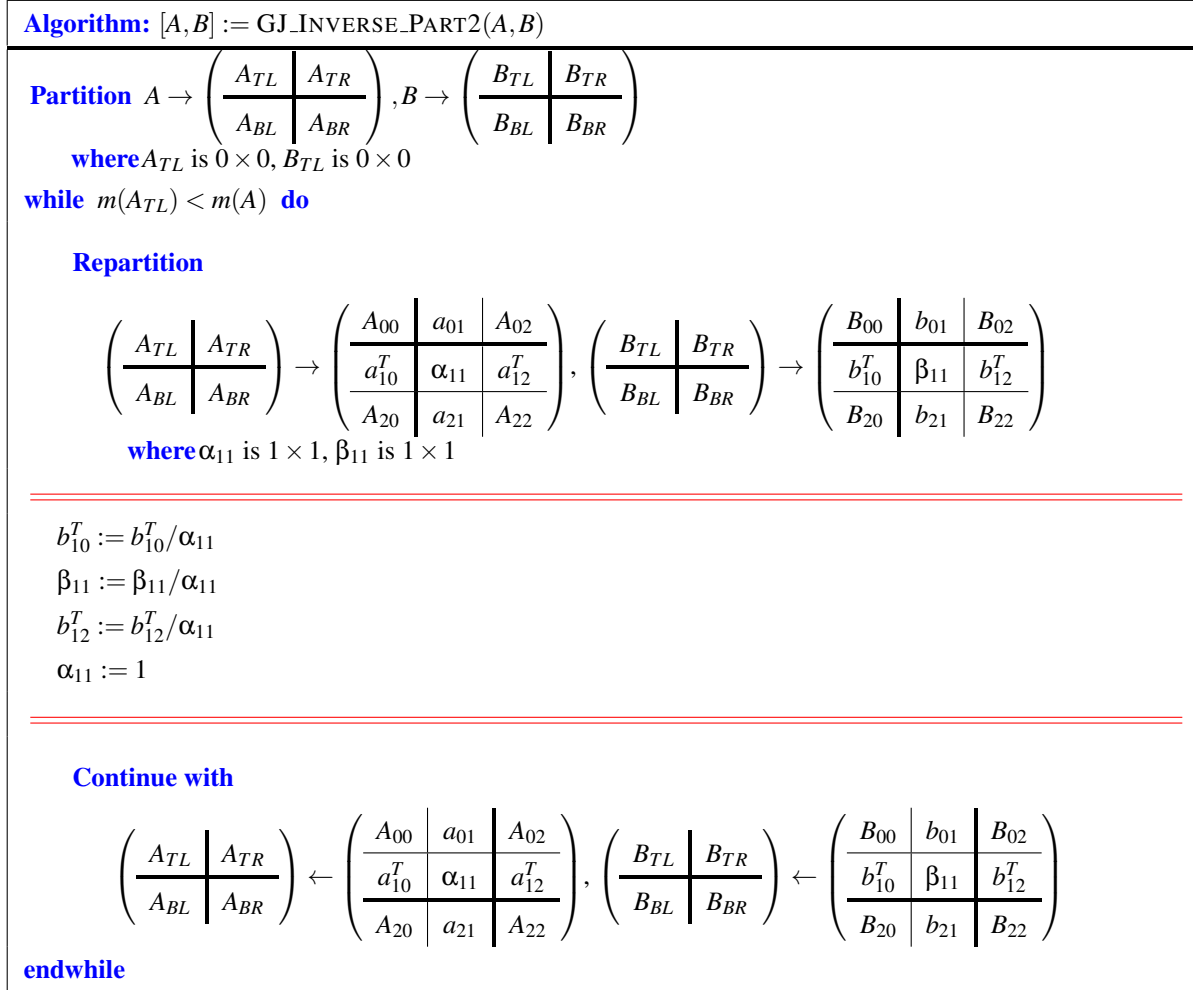 Algorithm: [A,B] := GJ_INVERSE_PART2(A,B)
Partition A → ( A_TL | A_TR ; A_BL | A_BR ) , B → ( B_TL | B_TR ; B_BL | B_BR )
where A_TL is 0 × 0, B_TL is 0 × 0
while m(A_TL) < m(A) do
Repartition
( A_TL | A_TR ; A_BL | A_BR ) → ( A_00 | a_01 | A_02 ; a_10^T | α_11 | a_12^T ; A_20 | a_21 | A_22 ), ( B_TL | B_TR ; B_BL | B_BR ) → ( B_00 | b_01 | B_02 ; b_10^T | β_11 | b_12^T ; B_20 | b_21 | B_22 )
where α_11 is 1 × 1, β_11 is 1 × 1
b_10^T := b_10^T/α_11
β_11 := β_11/α_11
b_12^T := b_12^T/α_11
α_11 := 1
Continue with
( A_TL | A_TR ; A_BL | A_BR ) ← ( A_00 | a_01 | A_02 ; a_10^T | α_11 | a_12^T ; A_20 | a_21 | A_22 ), ( B_TL | B_TR ; B_BL | B_BR ) ← ( B_00 | b_01 | B_02 ; b_10^T | β_11 | b_12^T ; B_20 | b_21 | B_22 )
endwhile